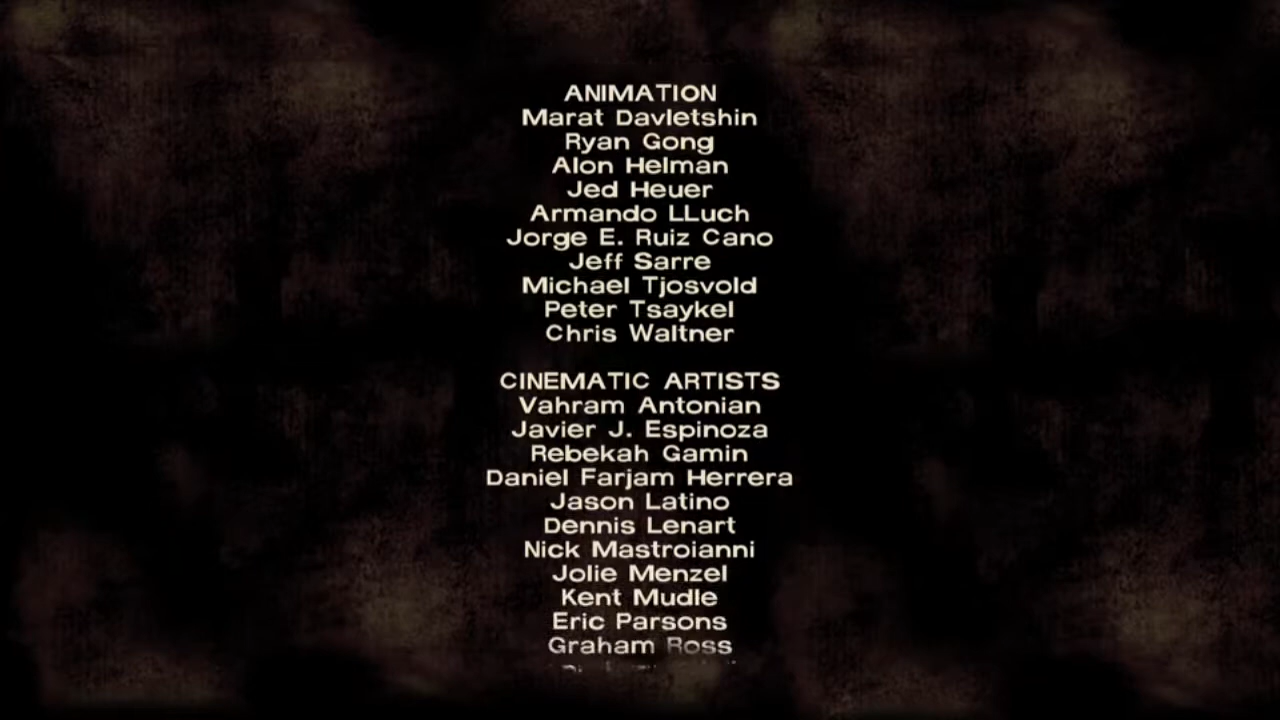 ANIMATION
Marat Davletshin
Ryan Gong
Alon Helman
Jed Heuer
Armando LLuch
Jorge E. Ruiz Cano
Jeff Sarre
Michael Tjosvold
Peter Tsaykel
Chris Waltner
CINEMATIC ARTISTS
Vahram Antonian
Javier J. Espinoza
Rebekah Gamin
Daniel Farjam Herrera
Jason Latino
Dennis Lenart
Nick Mastroianni
Jolie Menzel
Kent Mudle
Eric Parsons
Graham Ross